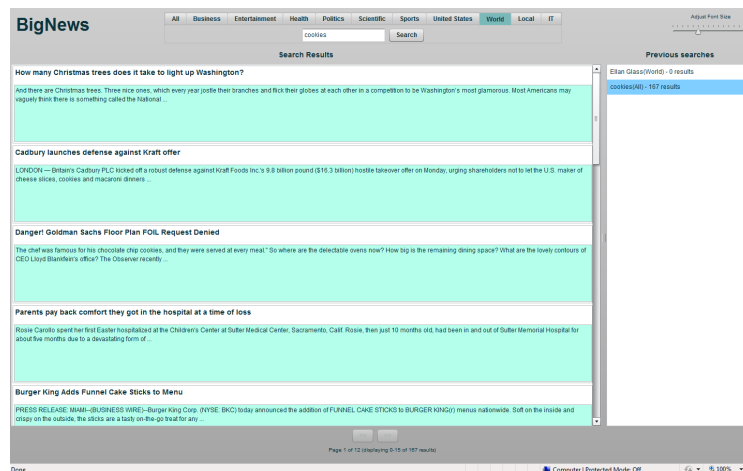 BigNews
All Business Entertainment Health Politics Scientific Sports United States World Local IT
Adjust Font Size
cookies Search
Search Results
Previous searches
How many Christmas trees does it take to light up Washington?
And there are Christmas trees. Three nice ones, which every year jostle their branches and flick their globes at each other in a competition to be Washington's most glamorous. Most Americans may
vaguely think there is something called the National ...
Cadbury launches defense against Kraft offer
LONDON — Britain's Cadbury PLC kicked off a robust defense against Kraft Foods Inc.'s 9.8 billion pound ($16.3 billion) hostile takeover offer on Monday, urging shareholders not to let the U.S. maker of
cheese slices, cookies and macaroni dinners ...
Danger! Goldman Sachs Floor Plan FOIL Request Denied
The chef was famous for his chocolate chip cookies, and they were served at every meal." So where are the delectable ovens now? How big is the remaining dining space? What are the lovely contours of
CEO Lloyd Blankfein's office? The Observer recently ...
Parents pay back comfort they got in the hospital at a time of loss
Rosie Carollo spent her first Easter hospitalized at the Children's Center at Sutter Medical Center, Sacramento, Calif. Rosie, then just 10 months old, had been in and out of Sutter Memorial Hospital for
about five months due to a devastating form of ...
Burger King Adds Funnel Cake Sticks to Menu
PRESS RELEASE: MIAMI--(BUSINESS WIRE)--Burger King Corp. (NYSE: BKC) today announced the addition of FUNNEL CAKE STICKS to BURGER KING(r) menus nationwide. Soft on the inside and
crispy on the outside, the sticks are a tasty on-the-go treat for any ...
Ellan Glass(World) - 0 results
cookies(All) - 167 results
Page 1 of 12 (displaying 0-15 of 167 results)
Done
Computer | Protected Mode: Off
100%